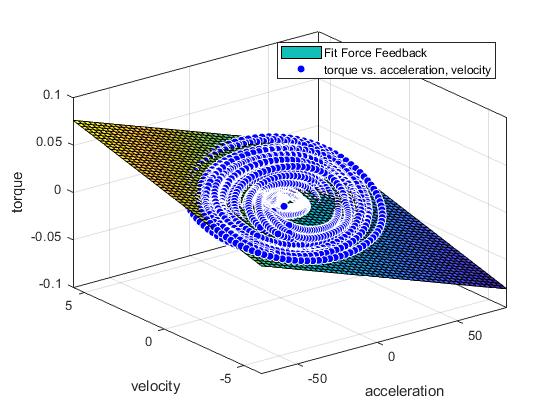 Fit Force Feedback
torque vs. acceleration, velocity
0.1
0.05
0
-0.05
-0.1
torque
5
0
-5
velocity
-50
0
50
acceleration